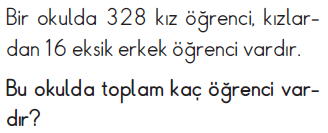 Bir okulda 328 kız öğrenci, kızlar-
dan 16 eksik erkek öğrenci vardır.
Bu okulda toplam kaç öğrenci var-
dır?